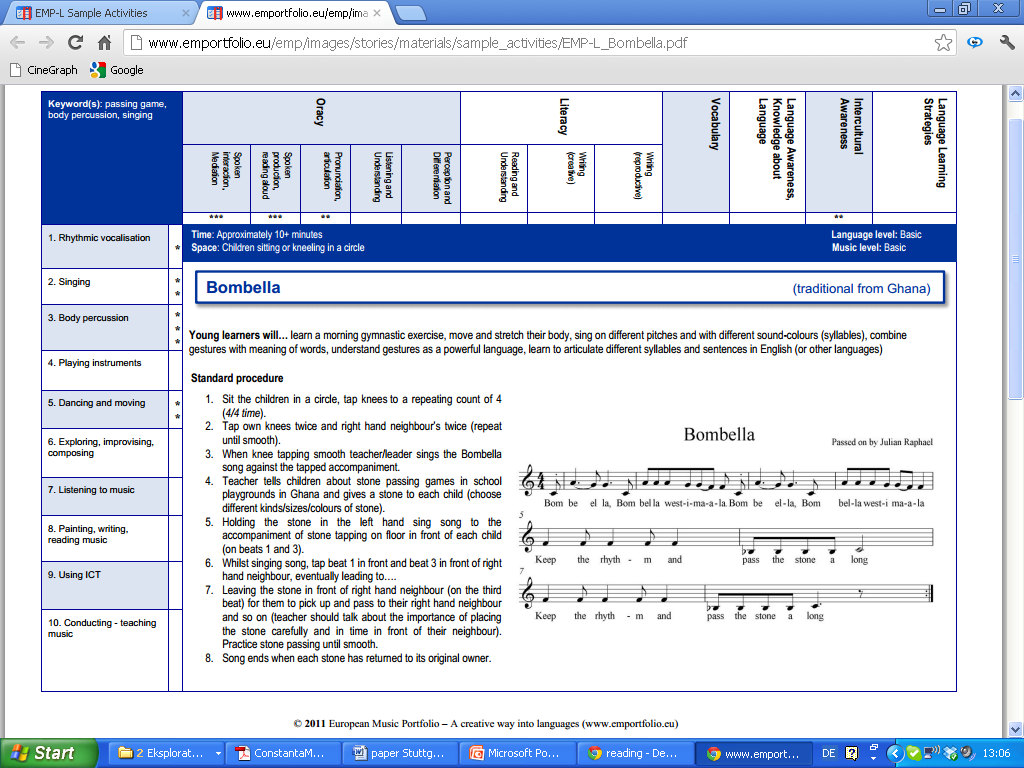 EMP-L Sample Activities
www.emportfolio.eu/emp/ima
www.emportfolio.eu/emp/images/stories/materials/sample_activities/EMP-L_Bombella.pdf
CineGraph
Google
Keyword(s): passing game,
body percussion, singing
Oracy
Literacy
Vocabulary
Language Awareness,
Knowledge about
Language
Intercultural
Awareness
Language Learning
Strategies
Spoken
interaction,
Mediation
Spoken
production,
reading aloud
Pronunciation,
articulation
Listening and
Understanding
Perception and
Differentiation
Reading and
Understanding
Writing
(creative)
Writing
(reproductive)
*** *** ** **
1. Rhythmic vocalisation *
2. Singing * *
3. Body percussion * * *
4. Playing instruments
5. Dancing and moving * *
6. Exploring, improvising,
composing
7. Listening to music
8. Painting, writing,
reading music
9. Using ICT
10. Conducting - teaching
music
Time: Approximately 10+ minutes
Space: Children sitting or kneeling in a circle
Language level: Basic
Music level: Basic
Bombella (traditional from Ghana)
Young learners will… learn a morning gymnastic exercise, move and stretch their body, sing on different pitches and with different sound-colours (syllables), combine
gestures with meaning of words, understand gestures as a powerful language, learn to articulate different syllables and sentences in English (or other languages)
Standard procedure
1. Sit the children in a circle, tap knees to a repeating count of 4
(4/4 time).
2. Tap own knees twice and right hand neighbour's twice (repeat
until smooth).
3. When knee tapping smooth teacher/leader sings the Bombella
song against the tapped accompaniment.
4. Teacher tells children about stone passing games in school
playgrounds in Ghana and gives a stone to each child (choose
different kinds/sizes/colours of stone).
5. Holding the stone in the left hand sing song to the
accompaniment of stone tapping on floor in front of each child
(on beats 1 and 3).
6. Whilst singing song, tap beat 1 in front and beat 3 in front of right
hand neighbour, eventually leading to….
7. Leaving the stone in front of right hand neighbour (on the third
beat) for them to pick up and pass to their right hand neighbour
and so on (teacher should talk about the importance of placing
the stone carefully and in time in front of their neighbour).
Practice stone passing until smooth.
8. Song ends when each stone has returned to its original owner.
Bombella
Passed on by Julian Raphael
4
4
Bom be el la, Bom bel la west-i-ma-a-la. Bom be el-la, Bom bel-la west-i ma-a-la
5
Keep the rhyth - m and pass the stone a long
7
Keep the rhyth - m and pass the stone a long
© 2011 European Music Portfolio – A creative way into languages (www.emportfolio.eu)
Start
2 Eksplorat...
ConstantaM...
paper Stuttg...
Microsoft Po...
reading - De...
www.emport...
DE
13:06